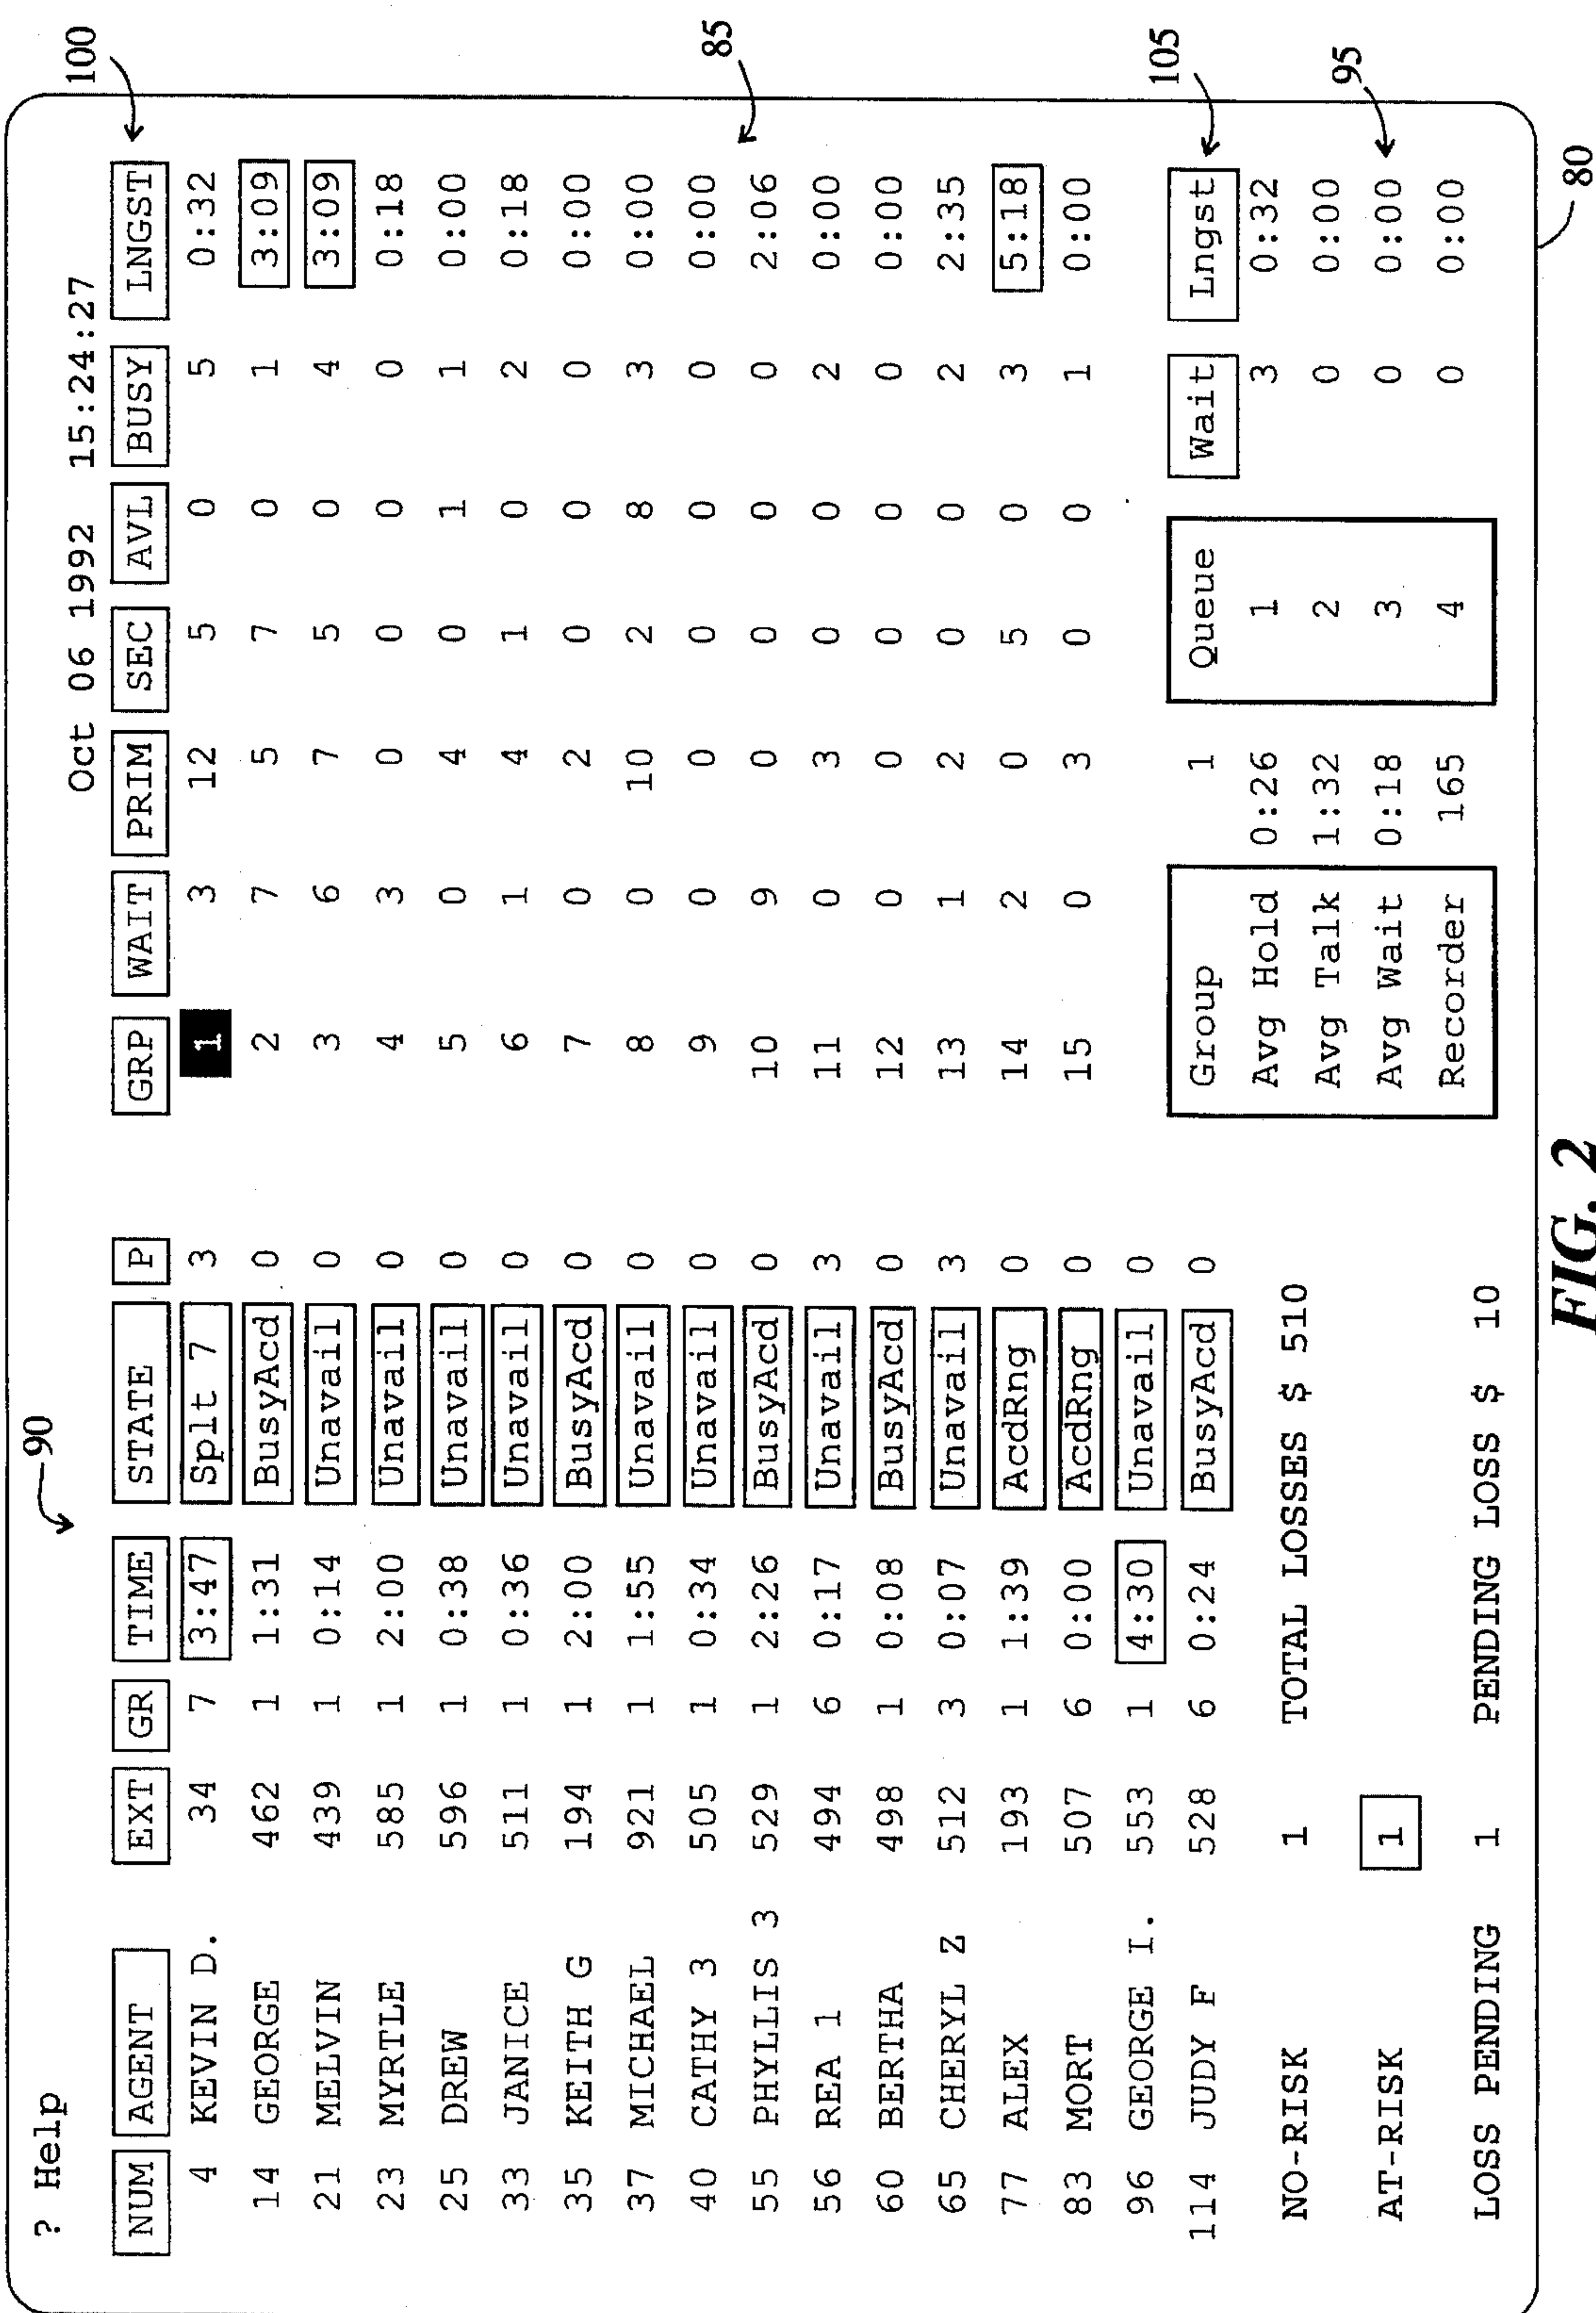 ? Help
Oct 06 1992 15:24:27
100
90
NUM AGENT EXT GR TIME STATE P GRP WAIT PRIM SEC AVL BUSY LNGST
4 KEVIN D. 34 7 3:47 Splt 7 3 1 3 12 5 0 5 0:32
14 GEORGE 462 1 1:31 BusyAcd 0 2 7 5 7 0 1 3:09
21 MELVIN 439 1 0:14 Unavail 0 3 6 7 5 0 4 3:09
23 MYRTLE 585 1 2:00 Unavail 0 4 3 0 0 0 0 0:18
25 DREW 596 1 0:38 Unavail 0 5 0 4 0 1 1 0:00
33 JANICE 511 1 0:36 Unavail 0 6 1 4 1 0 2 0:18
35 KEITH G 194 1 2:00 BusyAcd 0 7 0 2 0 0 0 0:00
37 MICHAEL 921 1 1:55 Unavail 0 8 0 10 2 8 3 0:00
40 CATHY 3 505 1 0:34 Unavail 0 9 0 0 0 0 0 0:00
85
55 PHYLLIS 3 529 1 2:26 BusyAcd 0 10 9 0 0 0 0 2:06
56 REA 1 494 6 0:17 Unavail 3 11 0 3 0 0 2 0:00
60 BERTHA 498 1 0:08 BusyAcd 0 12 0 0 0 0 0 0:00
65 CHERYL Z 512 3 0:07 Unavail 3 13 1 2 0 0 2 2:35
77 ALEX 193 1 1:39 AcdRng 0 14 2 0 5 0 3 5:18
83 MORT 507 6 0:00 AcdRng 0 15 0 3 0 0 1 0:00
96 GEORGE I. 553 1 4:30 Unavail 0
105
114 JUDY F 528 6 0:24 BusyAcd 0 Group 1 Queue Wait Lngst
NO-RISK 1 TOTAL LOSSES $ 510 Avg Hold 0:26 1 3 0:32
Avg Talk 1:32 2 0 0:00
95
AT-RISK 1 Avg Wait 0:18 3 0 0:00
LOSS PENDING 1 PENDING LOSS $ 10 Recorder 165 4 0 0:00
80
FIG. 2